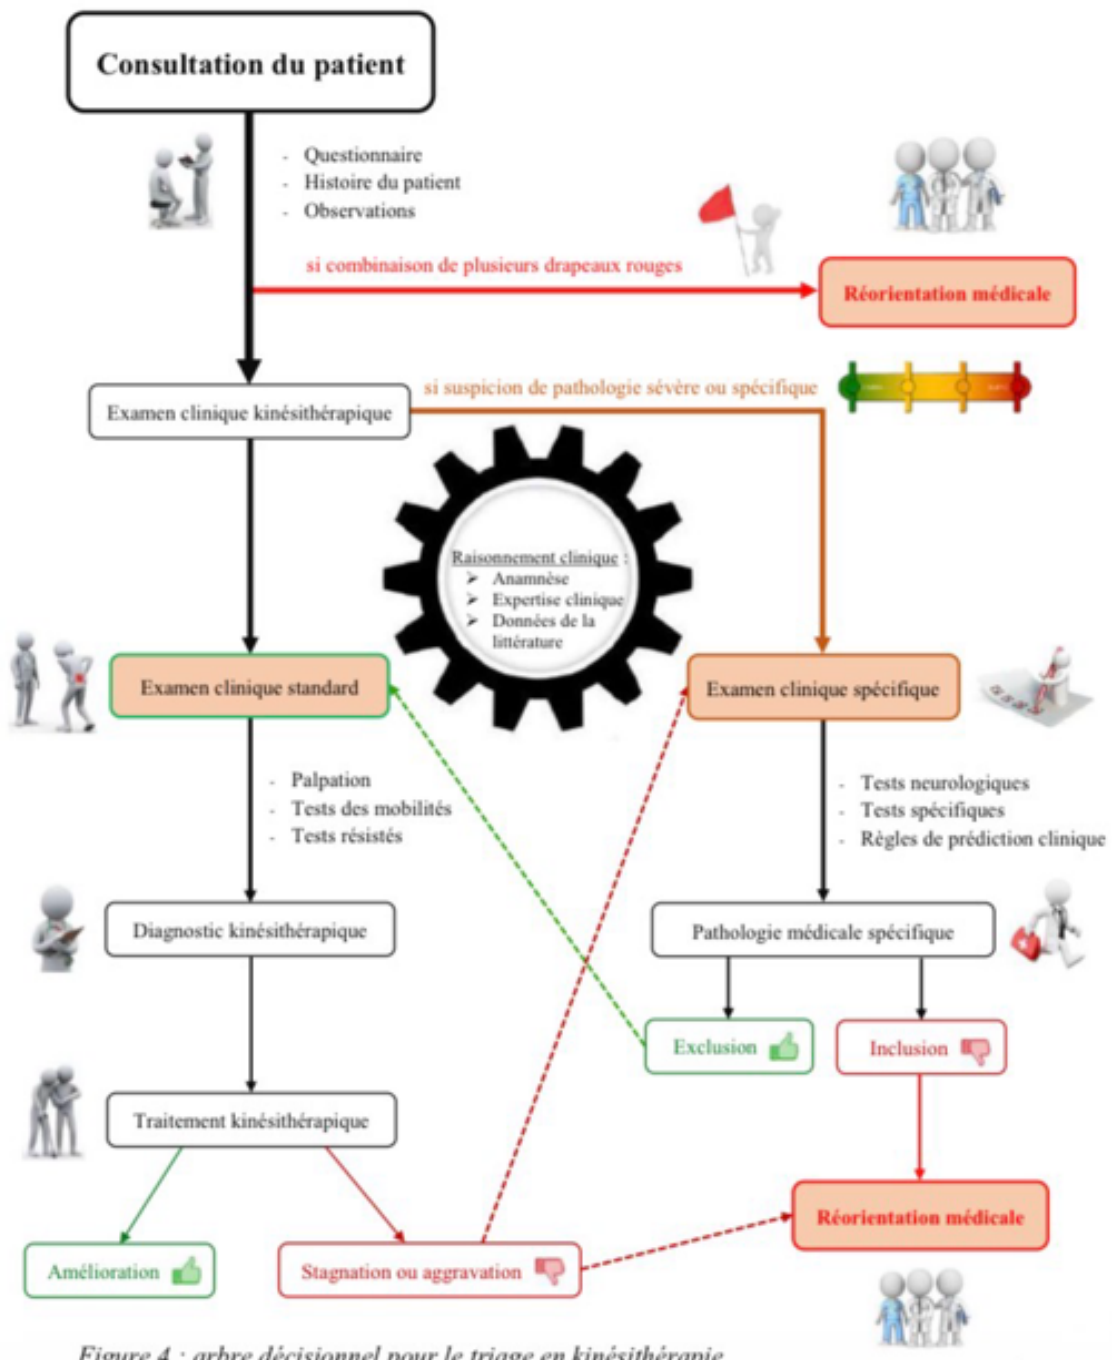 Consultation du patient
- Questionnaire
- Histoire du patient
- Observations
si combinaison de plusieurs drapeaux rouges
Réorientation médicale
si suspicion de pathologie sévère ou spécifique
Examen clinique kinésithérapique
Raisonnement clinique :
➢ Anamnèse
➢ Expertise clinique
➢ Données de la
littérature
Examen clinique standard
Examen clinique spécifique
- Palpation
- Tests des mobilités
- Tests résistés
- Tests neurologiques
- Tests spécifiques
- Règles de prédiction clinique
Diagnostic kinésithérapique
Pathologie médicale spécifique
Exclusion
Inclusion
Traitement kinésithérapique
Réorientation médicale
Amélioration
Stagnation ou aggravation
Figure 4 : arbre décisionnel pour le triage en kinésithérapie